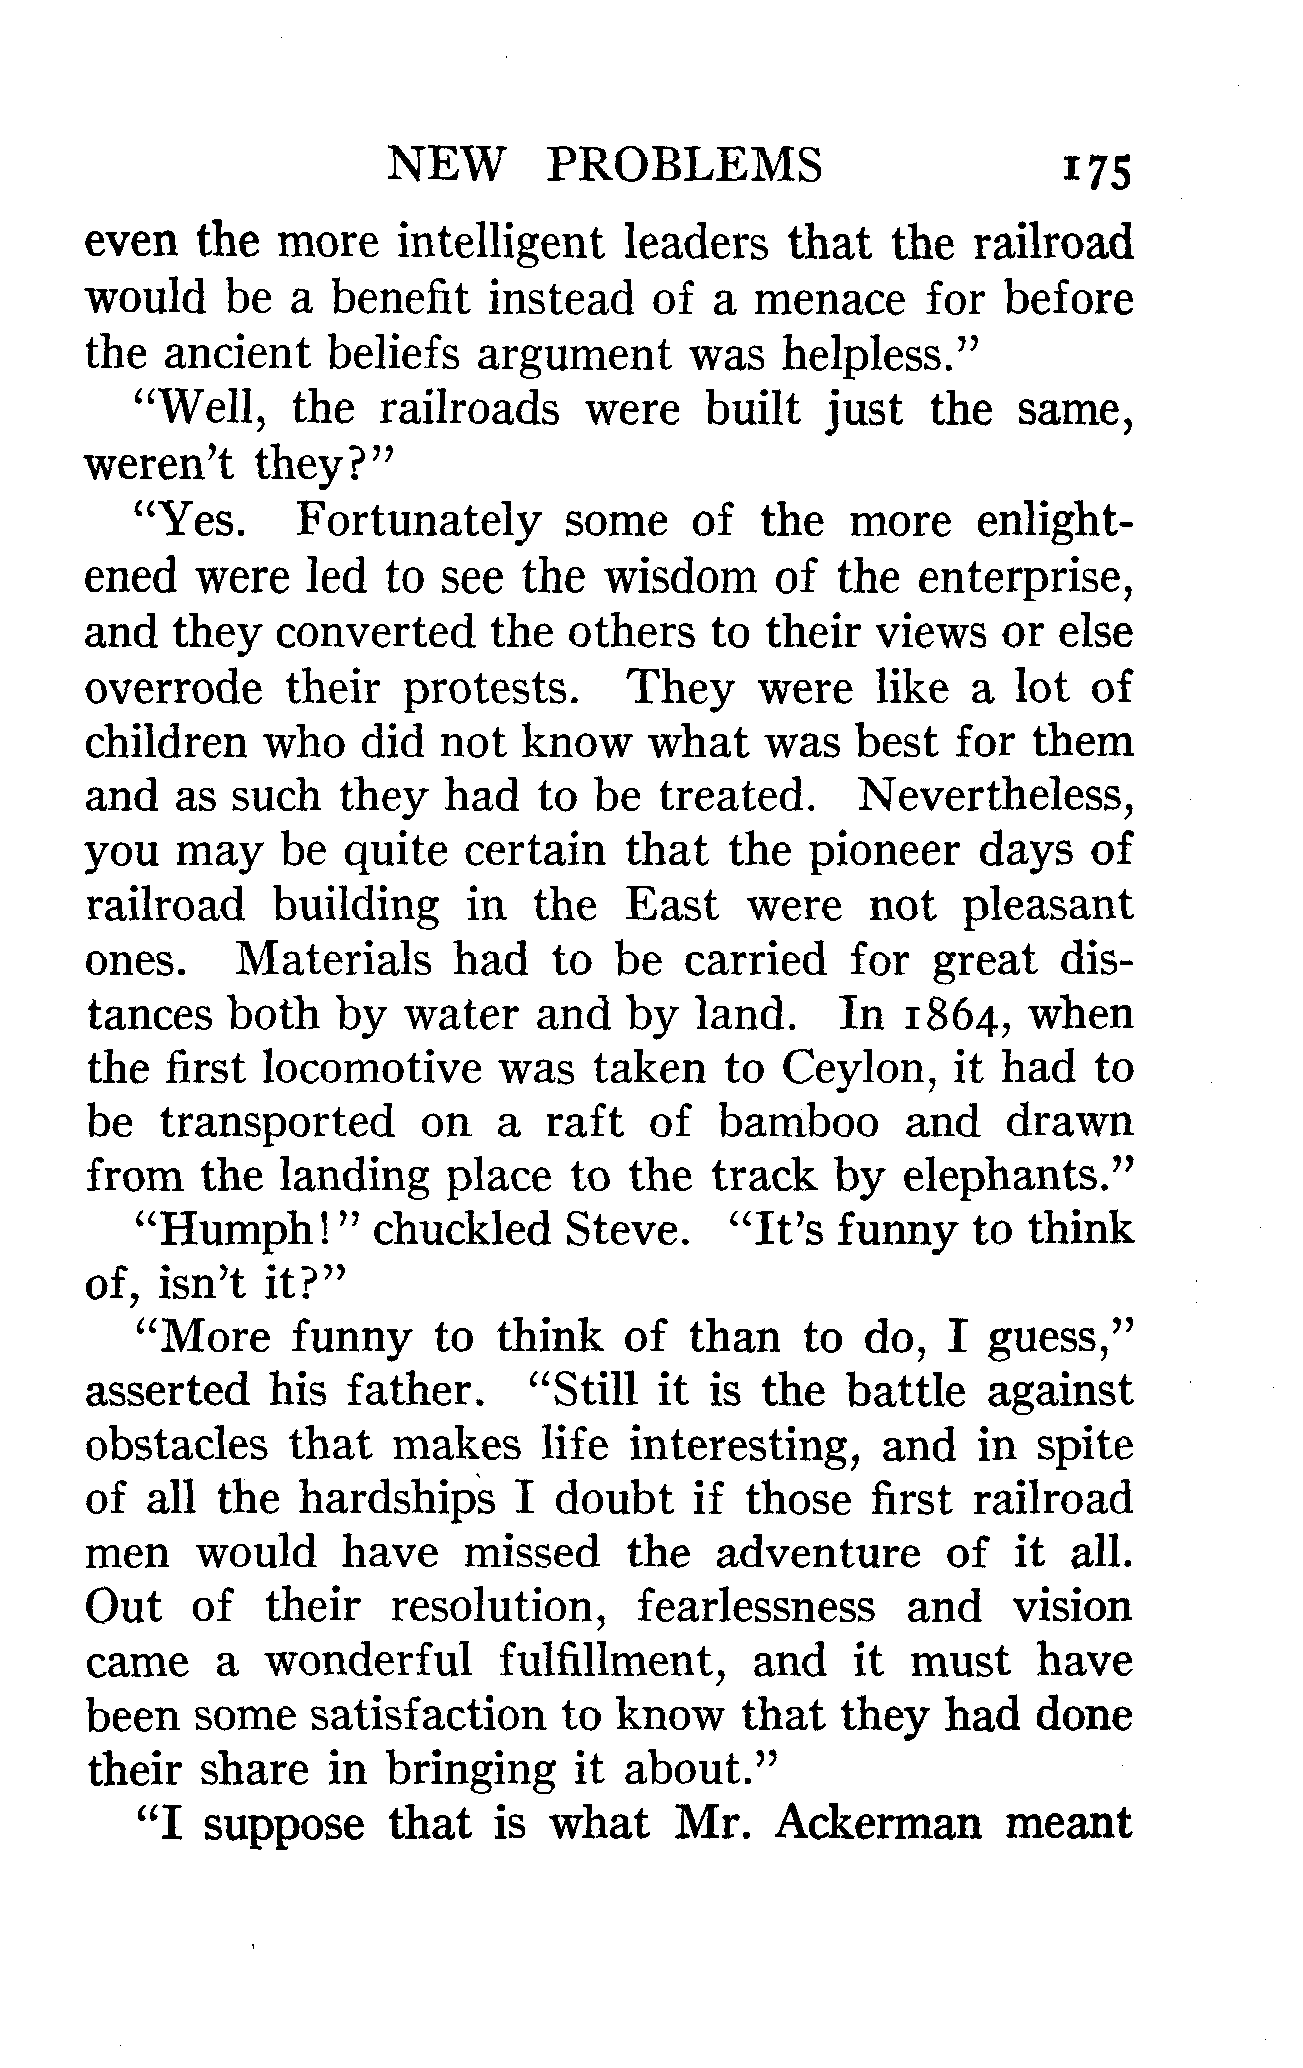 NEW PROBLEMS 175
even the more intelligent leaders that the railroad
would be a benefit instead of a menace for before
the ancient beliefs argument was helpless."
"Well, the railroads were built just the same,
weren't they?"
"Yes. Fortunately some of the more enlight-
ened were led to see the wisdom of the enterprise,
and they converted the others to their views or else
overrode their protests. They were like a lot of
children who did not know what was best for them
and as such they had to be treated. Nevertheless,
you may be quite certain that the pioneer days of
railroad building in the East were not pleasant
ones. Materials had to be carried for great dis-
tances both by water and by land. In 1864, when
the first locomotive was taken to Ceylon, it had to
be transported on a raft of bamboo and drawn
from the landing place to the track by elephants."
"Humph!" chuckled Steve. "It's funny to think
of, isn't it?"
"More funny to think of than to do, I guess,"
asserted his father. "Still it is the battle against
obstacles that makes life interesting, and in spite
of all the hardships I doubt if those first railroad
men would have missed the adventure of it all.
Out of their resolution, fearlessness and vision
came a wonderful fulfillment, and it must have
been some satisfaction to know that they had done
their share in bringing it about."
"I suppose that is what Mr. Ackerman meant